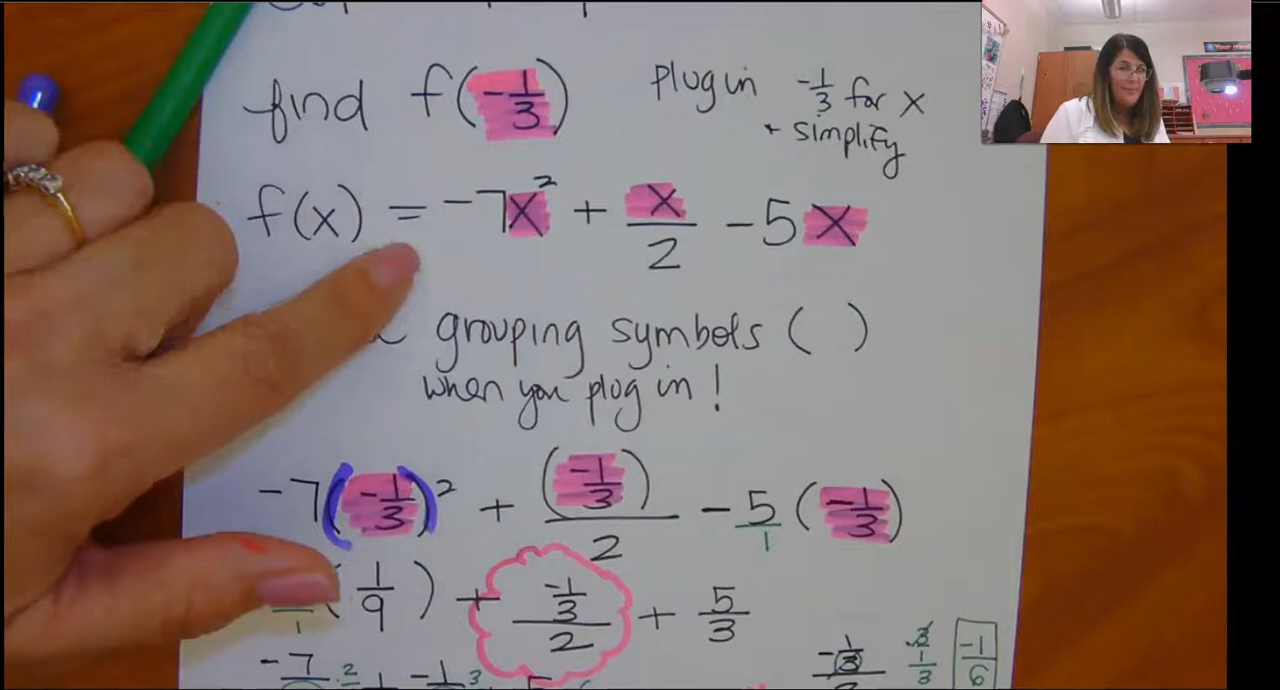 find f(-1/3) plug in -1/3 for x
+ simplify
f(x) = -7x² + x/2 - 5x
grouping symbols ( )
when you plog in!
-7(-1/3)² + (-1/3)/2 - 5/1 (-1/3)
(1/9) + (-1/3)/2 + 5/3
-1/6